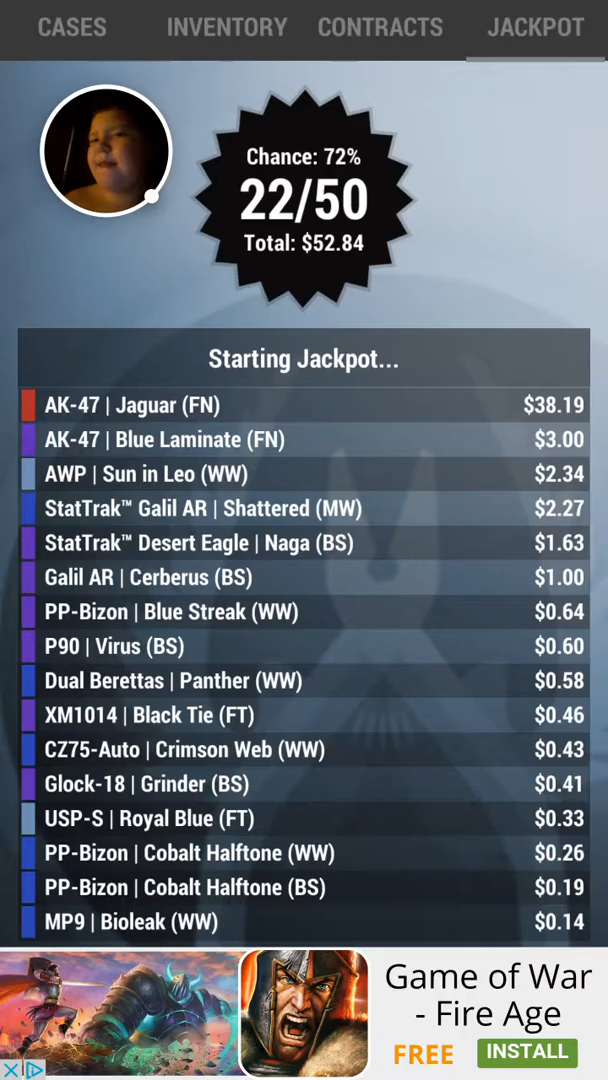 CASES INVENTORY CONTRACTS JACKPOT
Chance: 72%
22/50
Total: $52.84
Starting Jackpot...
AK-47 | Jaguar (FN) $38.19
AK-47 | Blue Laminate (FN) $3.00
AWP | Sun in Leo (WW) $2.34
StatTrak™ Galil AR | Shattered (MW) $2.27
StatTrak™ Desert Eagle | Naga (BS) $1.63
Galil AR | Cerberus (BS) $1.00
PP-Bizon | Blue Streak (WW) $0.64
P90 | Virus (BS) $0.60
Dual Berettas | Panther (WW) $0.58
XM1014 | Black Tie (FT) $0.46
CZ75-Auto | Crimson Web (WW) $0.43
Glock-18 | Grinder (BS) $0.41
USP-S | Royal Blue (FT) $0.33
PP-Bizon | Cobalt Halftone (WW) $0.26
PP-Bizon | Cobalt Halftone (BS) $0.19
MP9 | Bioleak (WW) $0.14
Game of War
- Fire Age
FREE INSTALL